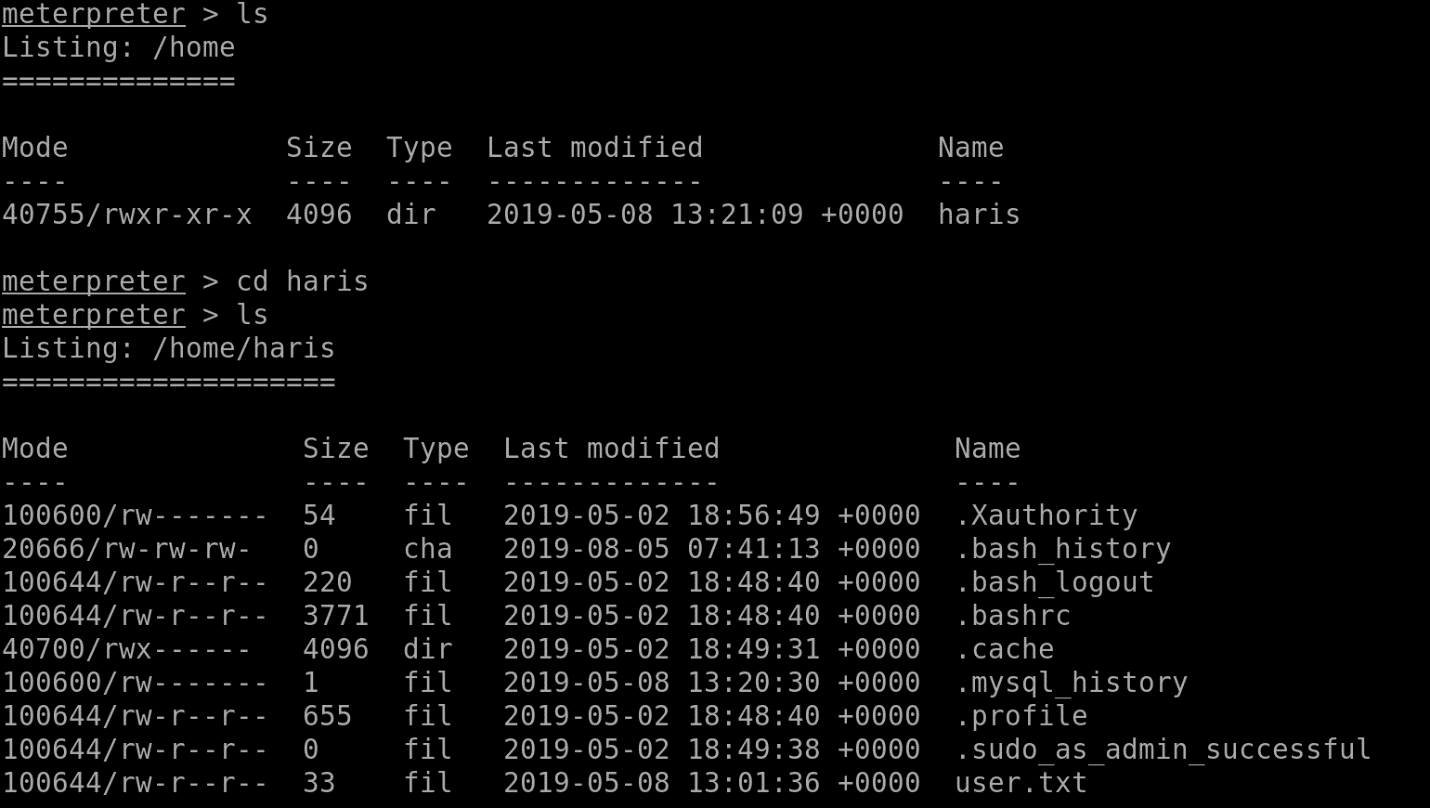 meterpreter > ls
Listing: /home
==============
Mode             Size  Type  Last modified              Name
----             ----  ----  -------------              ----
40755/rwxr-xr-x  4096  dir   2019-05-08 13:21:09 +0000  haris
meterpreter > cd haris
meterpreter > ls
Listing: /home/haris
====================
Mode              Size  Type  Last modified              Name
----              ----  ----  -------------              ----
100600/rw-------  54    fil   2019-05-02 18:56:49 +0000  .Xauthority
20666/rw-rw-rw-   0     cha   2019-08-05 07:41:13 +0000  .bash_history
100644/rw-r--r--  220   fil   2019-05-02 18:48:40 +0000  .bash_logout
100644/rw-r--r--  3771  fil   2019-05-02 18:48:40 +0000  .bashrc
40700/rwx------   4096  dir   2019-05-02 18:49:31 +0000  .cache
100600/rw-------  1     fil   2019-05-08 13:20:30 +0000  .mysql_history
100644/rw-r--r--  655   fil   2019-05-02 18:48:40 +0000  .profile
100644/rw-r--r--  0     fil   2019-05-02 18:49:38 +0000  .sudo_as_admin_successful
100644/rw-r--r--  33    fil   2019-05-08 13:01:36 +0000  user.txt